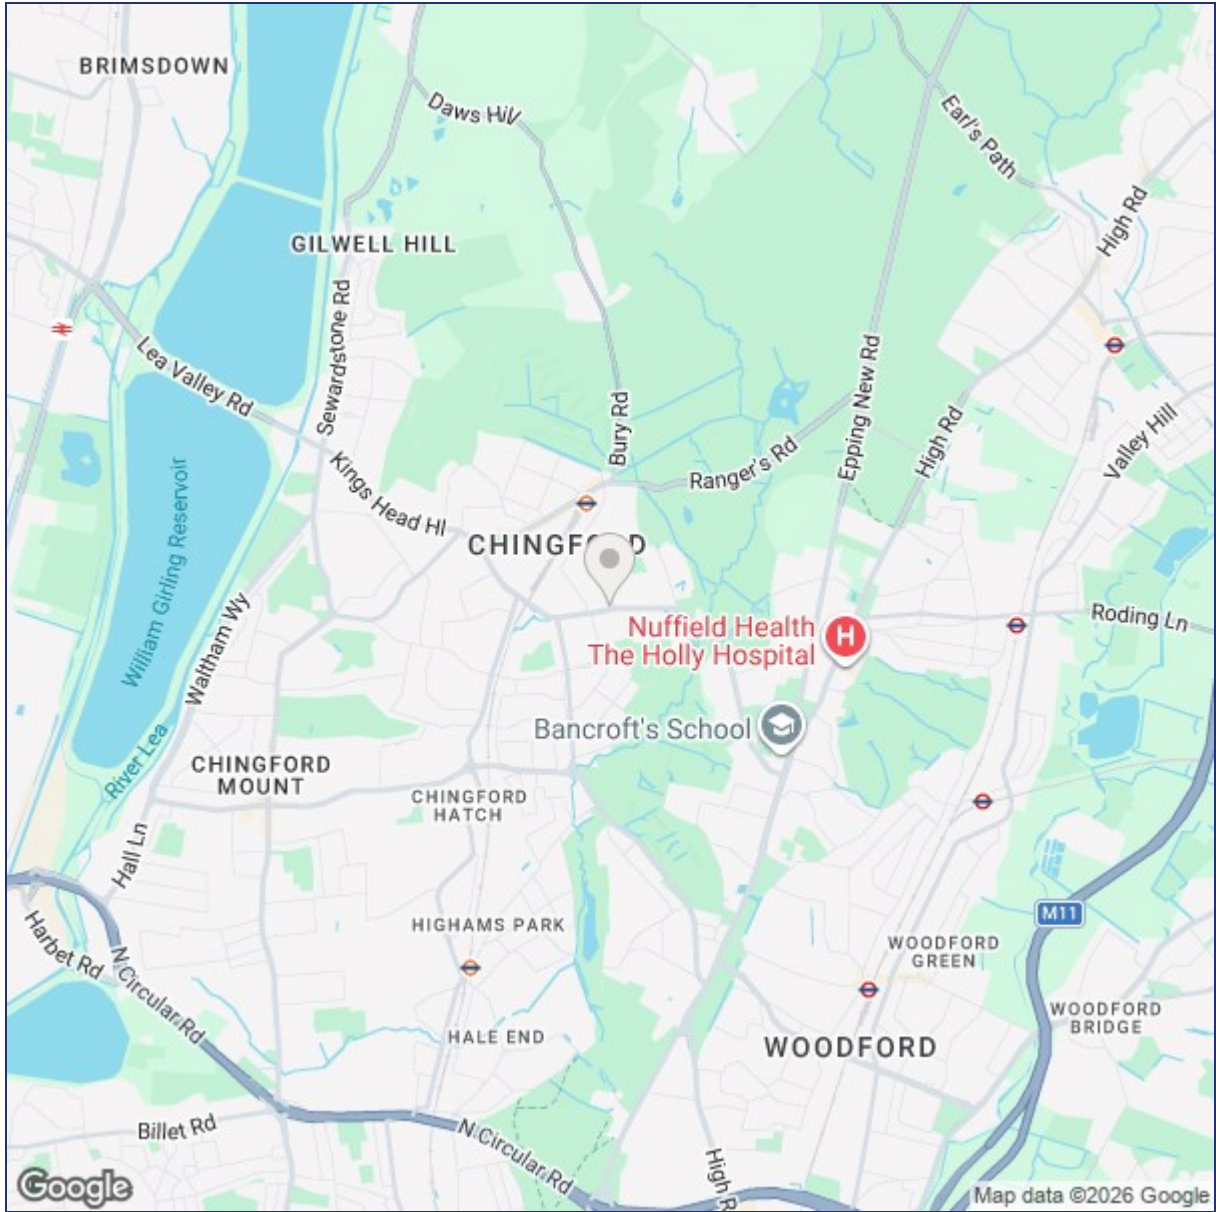 BRIMSDOWN
Daws Hil
Earl's Path
High Rd
GILWELL HILL
Sewardstone Rd
Lea Valley Rd
Epping New Rd
Bury Rd
High Rd
Valley Hill
Ranger's Rd
Kings Head Hl
William Girling Reservoir
CHINGFORD
Waltham Wy
Roding Ln
Nuffield Health
The Holly Hospital
H
Bancroft's School
River Lea
CHINGFORD
MOUNT
CHINGFORD
HATCH
Hall Ln
M11
HIGHAMS PARK
Harbet Rd
N Circular Rd
WOODFORD
GREEN
WOODFORD
BRIDGE
HALE END
WOODFORD
Billet Rd
N Circular Rd
High R
Google
Map data ©2026 Google